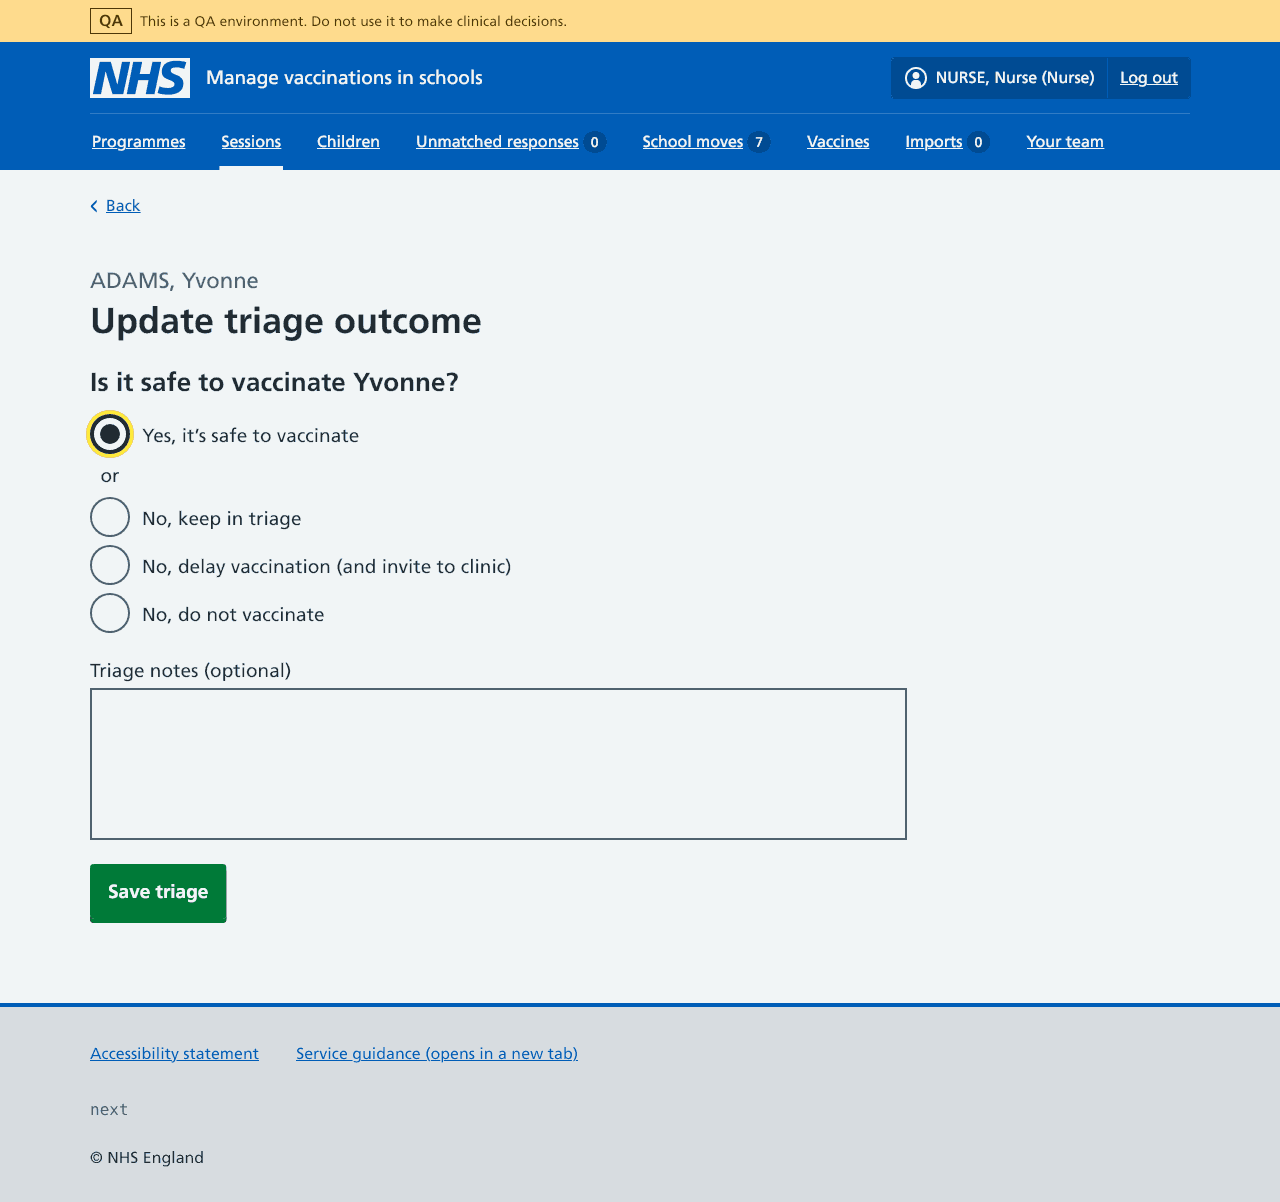 QA This is a QA environment. Do not use it to make clinical decisions.
NHS Manage vaccinations in schools NURSE, Nurse (Nurse) Log out
Programmes Sessions Children Unmatched responses 0 School moves 7 Vaccines Imports 0 Your team
Back
ADAMS, Yvonne
Update triage outcome
Is it safe to vaccinate Yvonne?
Yes, it’s safe to vaccinate
or
No, keep in triage
No, delay vaccination (and invite to clinic)
No, do not vaccinate
Triage notes (optional)
Save triage
Accessibility statement Service guidance (opens in a new tab)
next
© NHS England